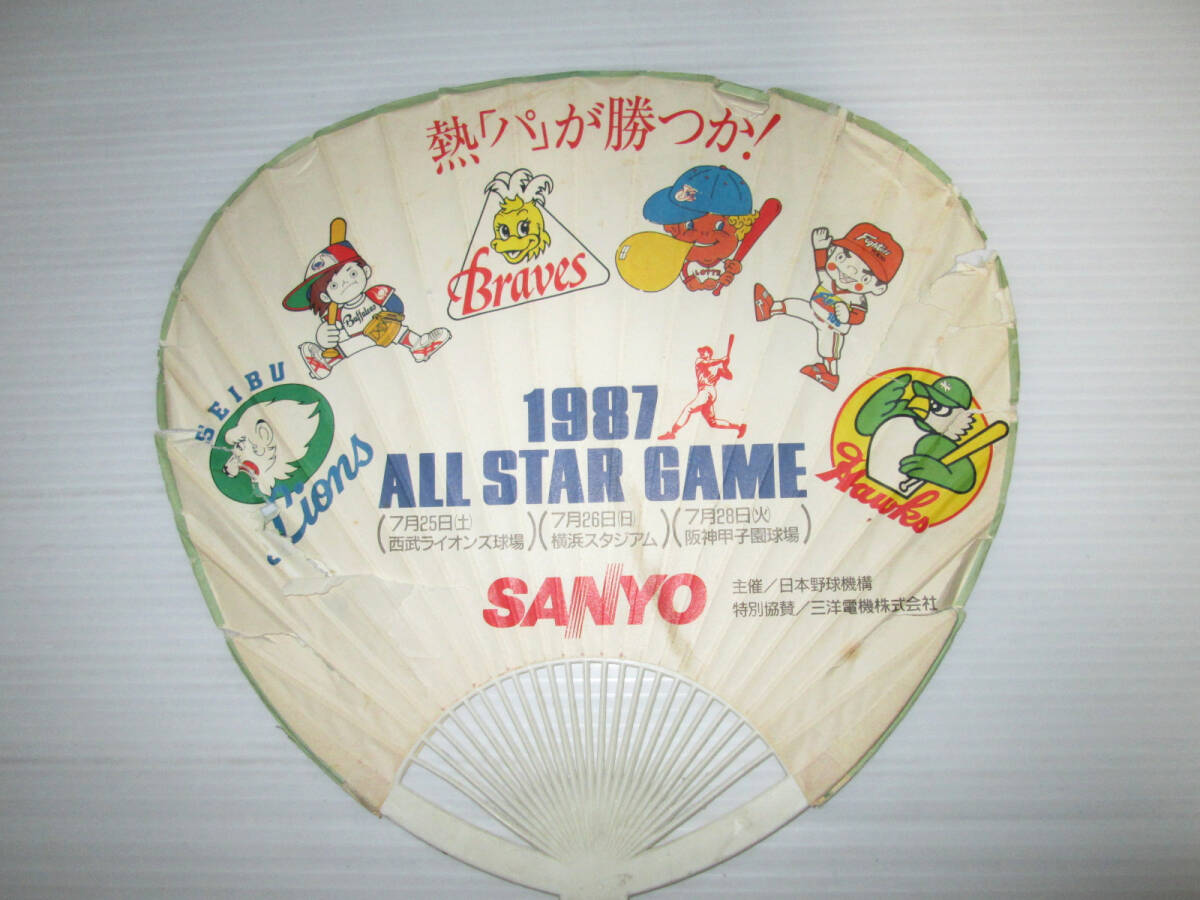 熱「パ」が勝つか!
Buffaloes
Braves
LOTTE
Fighters
SEIBU
Lions
Hawks
1987
ALL STAR GAME
(7月25日(土) 西武ライオンズ球場)
(7月26日(日) 横浜スタジアム)
(7月28日(火) 阪神甲子園球場)
SANYO
主催/日本野球機構
特別協賛/三洋電機株式会社